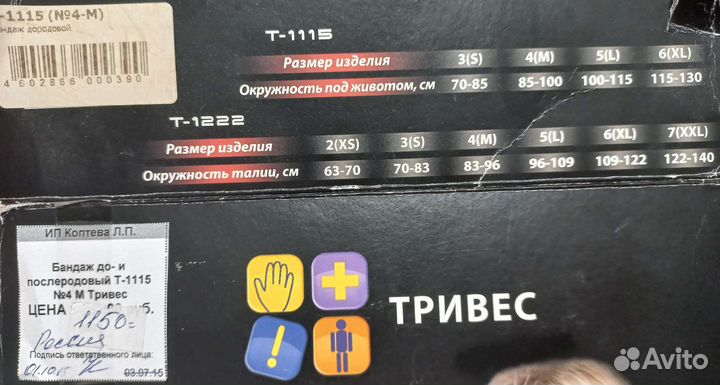 -1115 (№4-М)
ндаж дородовой
4 602866 000390
Т-1115
Размер изделия 3(S) 4(M) 5(L) 6(XL)
Окружность под животом, см 70-85 85-100 100-115 115-130
Т-1222
Размер изделия 2(XS) 3(S) 4(M) 5(L) 6(XL) 7(XXL)
Окружность талии, см 63-70 70-83 83-96 96-109 109-122 122-140
ИП Коптева Л.П.
Бандаж до- и
послеродовый Т-1115
№4 М Тривес
ЦЕНА руб.
1150=
Россия
Подпись ответственного лица:
03.07.15
ТРИВЕС
Avito